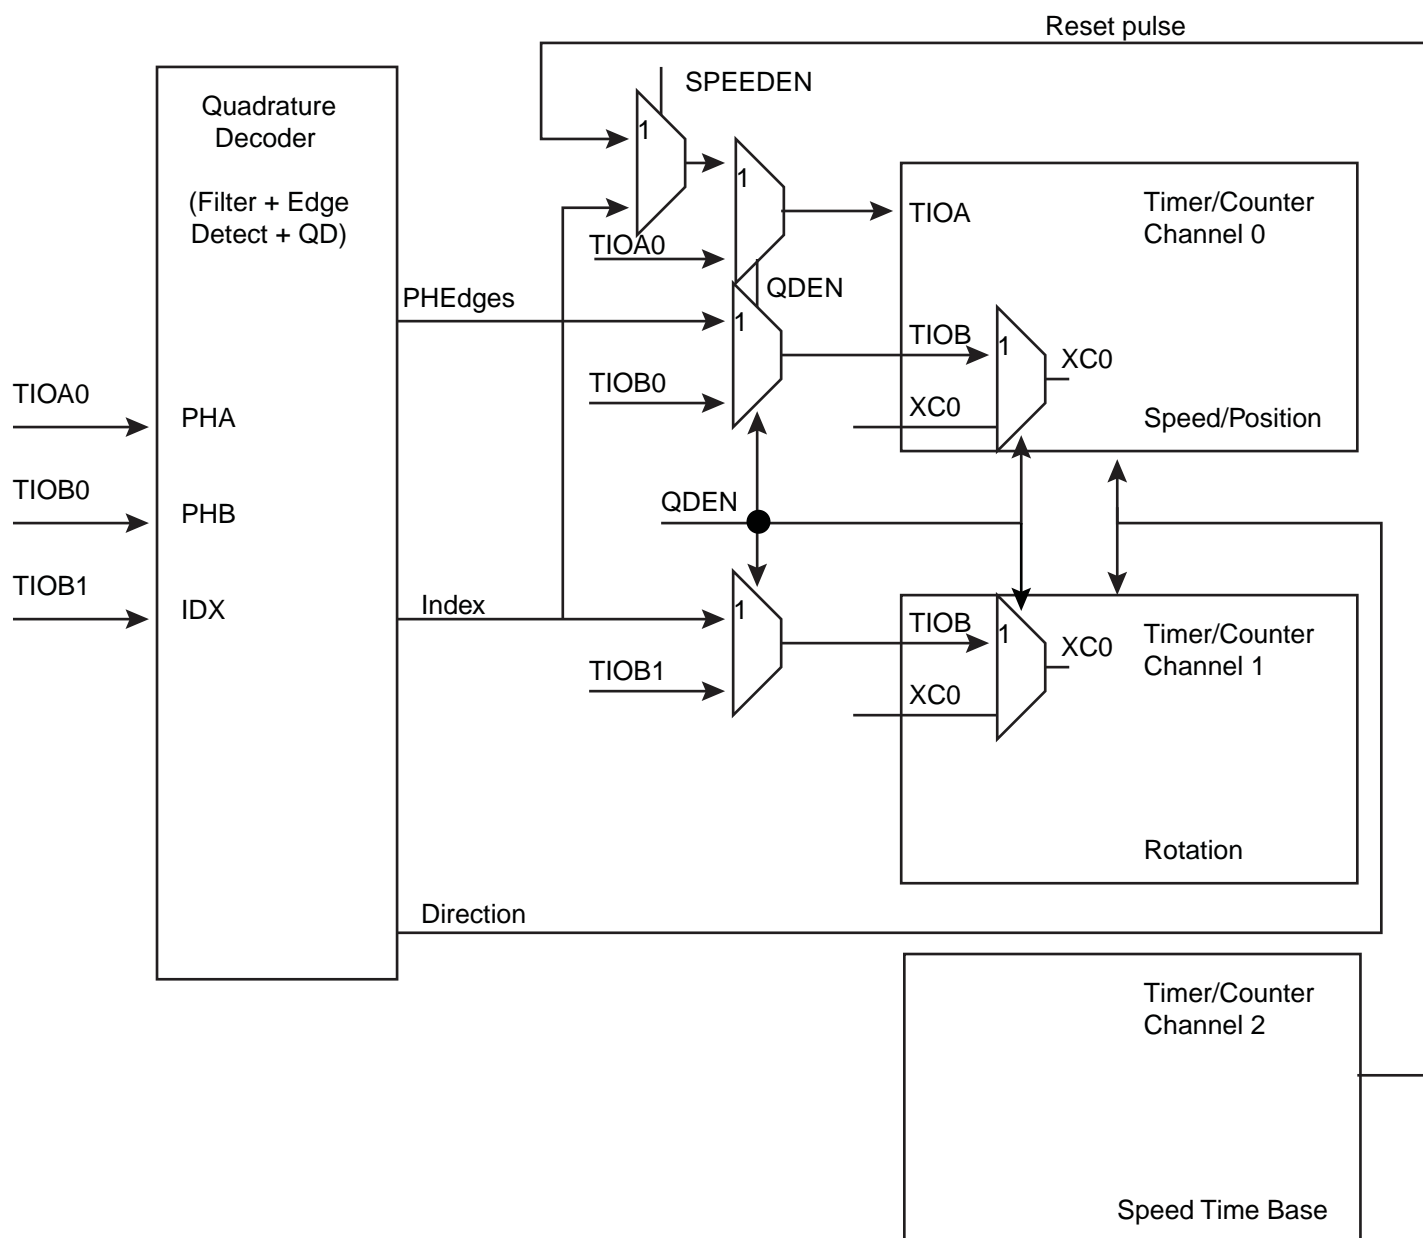 Reset pulse
SPEEDEN
Quadrature
Decoder
(Filter + Edge
Detect + QD)
1
1
TIOA0
TIOA
Timer/Counter
Channel 0
QDEN
PHEdges
1
TIOB0
TIOB
1
XC0
XC0
Speed/Position
TIOA0
PHA
TIOB0
PHB
TIOB1
IDX
QDEN
Index
1
TIOB1
TIOB
1
XC0
XC0
Timer/Counter
Channel 1
Rotation
Direction
Timer/Counter
Channel 2
Speed Time Base